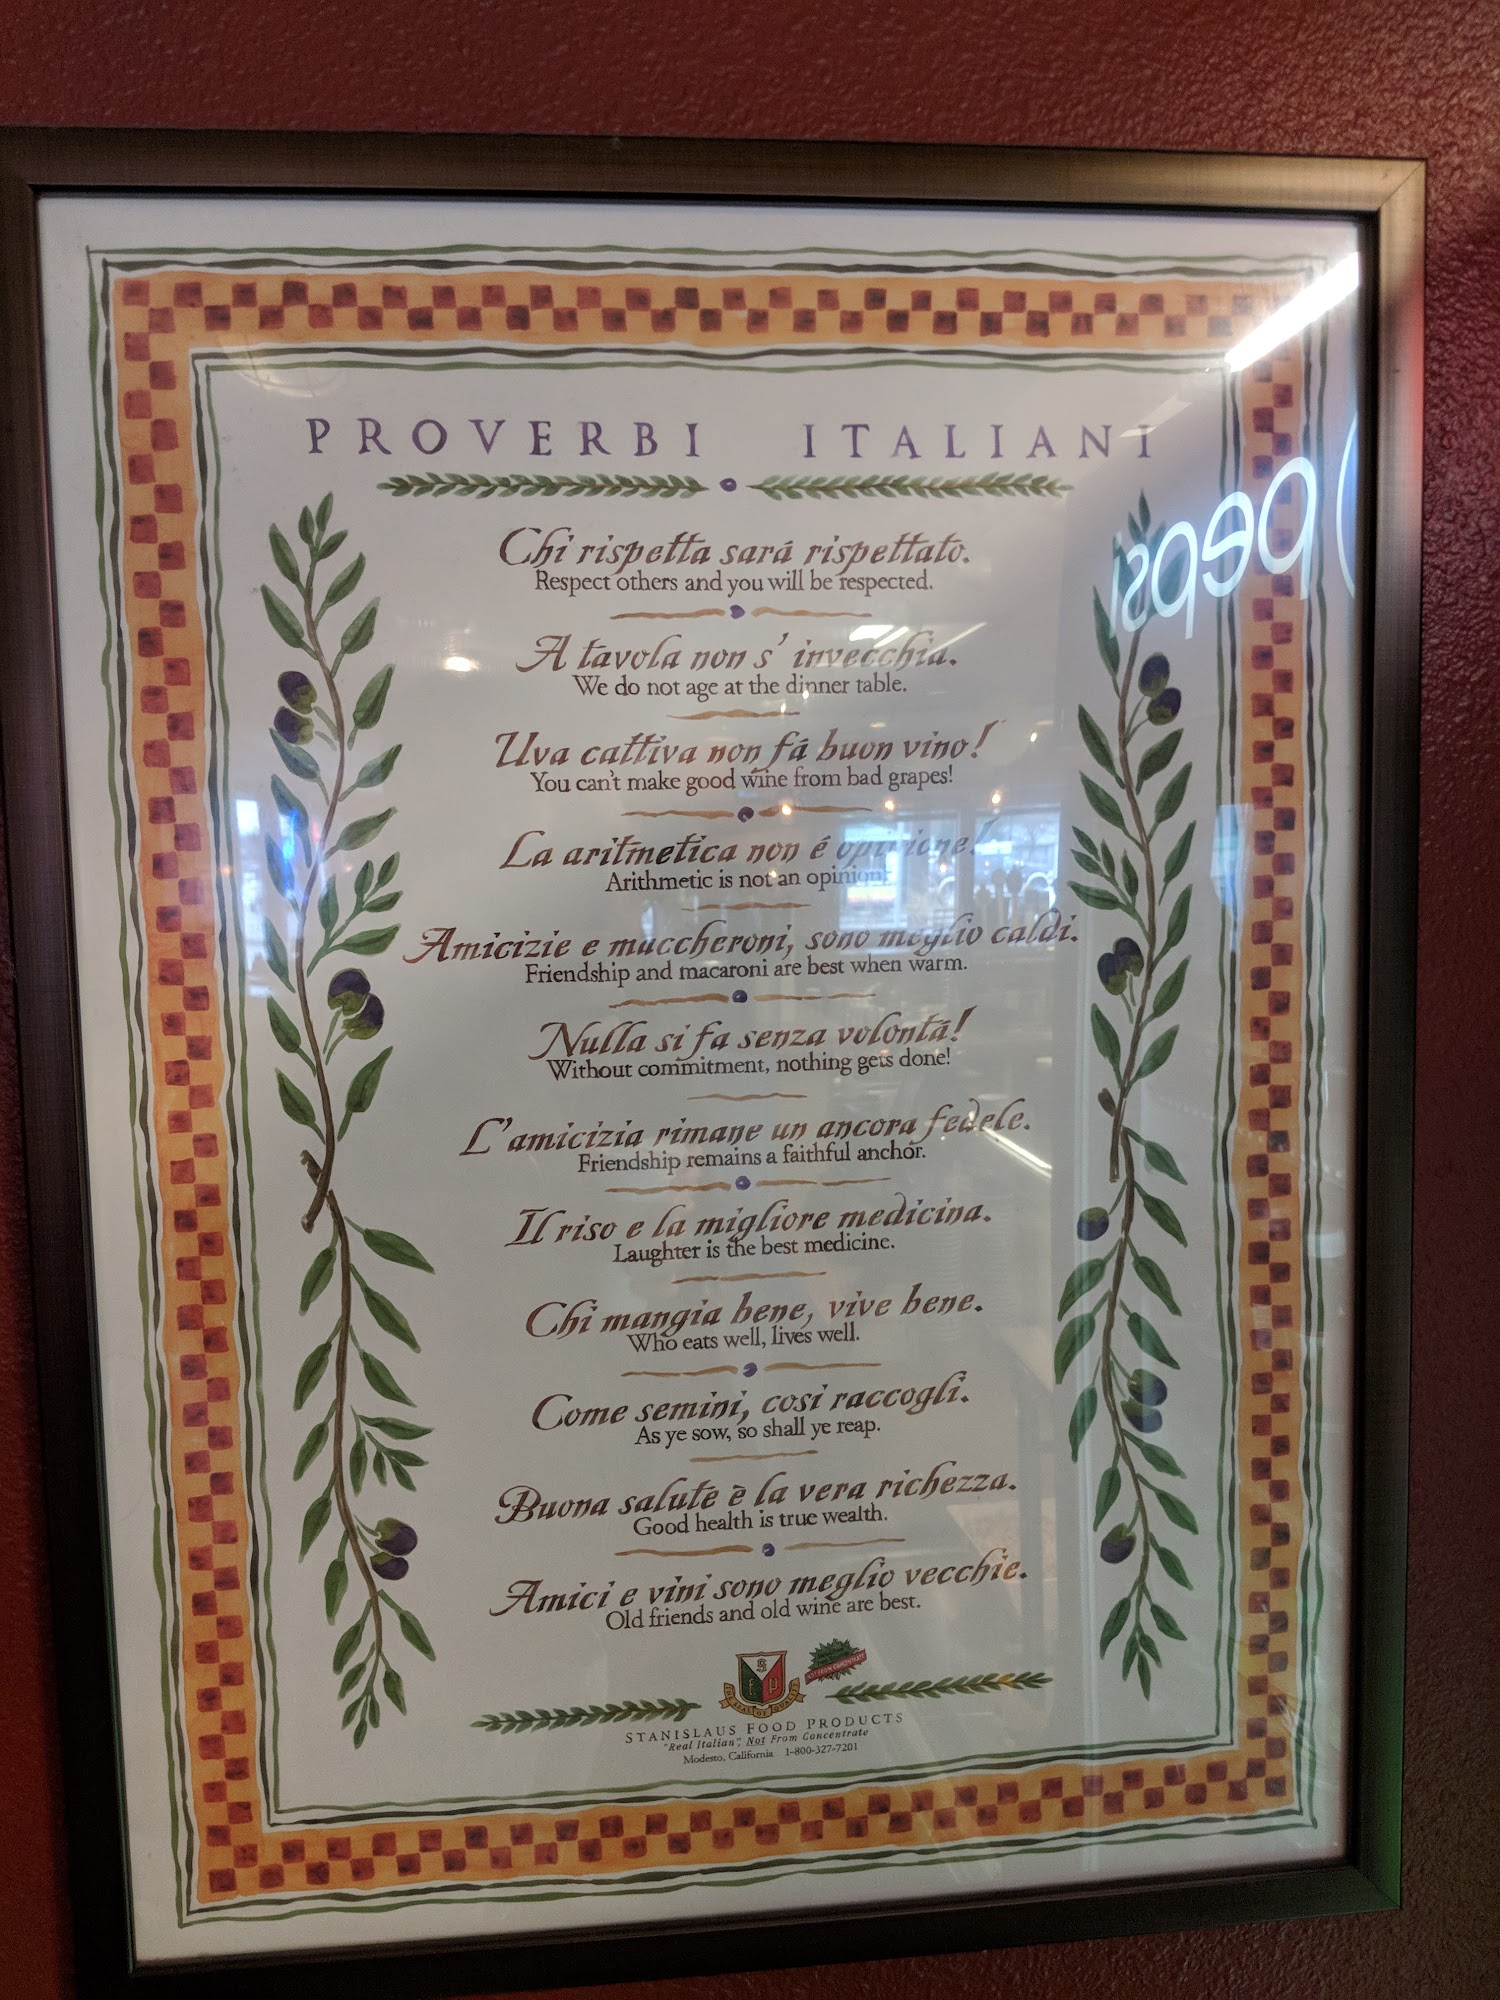 PROVERBI ITALIANI
Chi rispetta sará rispettato.
Respect others and you will be respected.
A tavola non s' invecchia.
We do not age at the dinner table.
Uva cattiva non fá buon vino!
You can't make good wine from bad grapes!
La aritmetica non é opinione!
Arithmetic is not an opinion!
Amicizie e maccheroni, sono meglio caldi.
Friendship and macaroni are best when warm.
Nulla si fa senza volontá!
Without commitment, nothing gets done!
L'amicizia rimane un ancora fedele.
Friendship remains a faithful anchor.
Il riso e la migliore medicina.
Laughter is the best medicine.
Chi mangia bene, vive bene.
Who eats well, lives well.
Come semini, cosi raccogli.
As ye sow, so shall ye reap.
Buona salute è la vera richezza.
Good health is true wealth.
Amici e vini sono meglio vecchie.
Old friends and old wine are best.
STANISLAUS FOOD PRODUCTS
"Real Italian", Not From Concentrate
Modesto, California 1-800-327-7201
pepsi